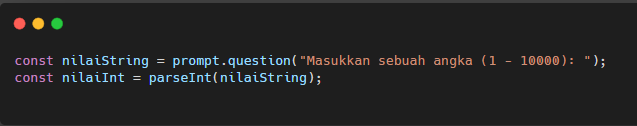 const nilaiString = prompt.question("Masukkan sebuah angka (1 - 10000): ");
const nilaiInt = parseInt(nilaiString);